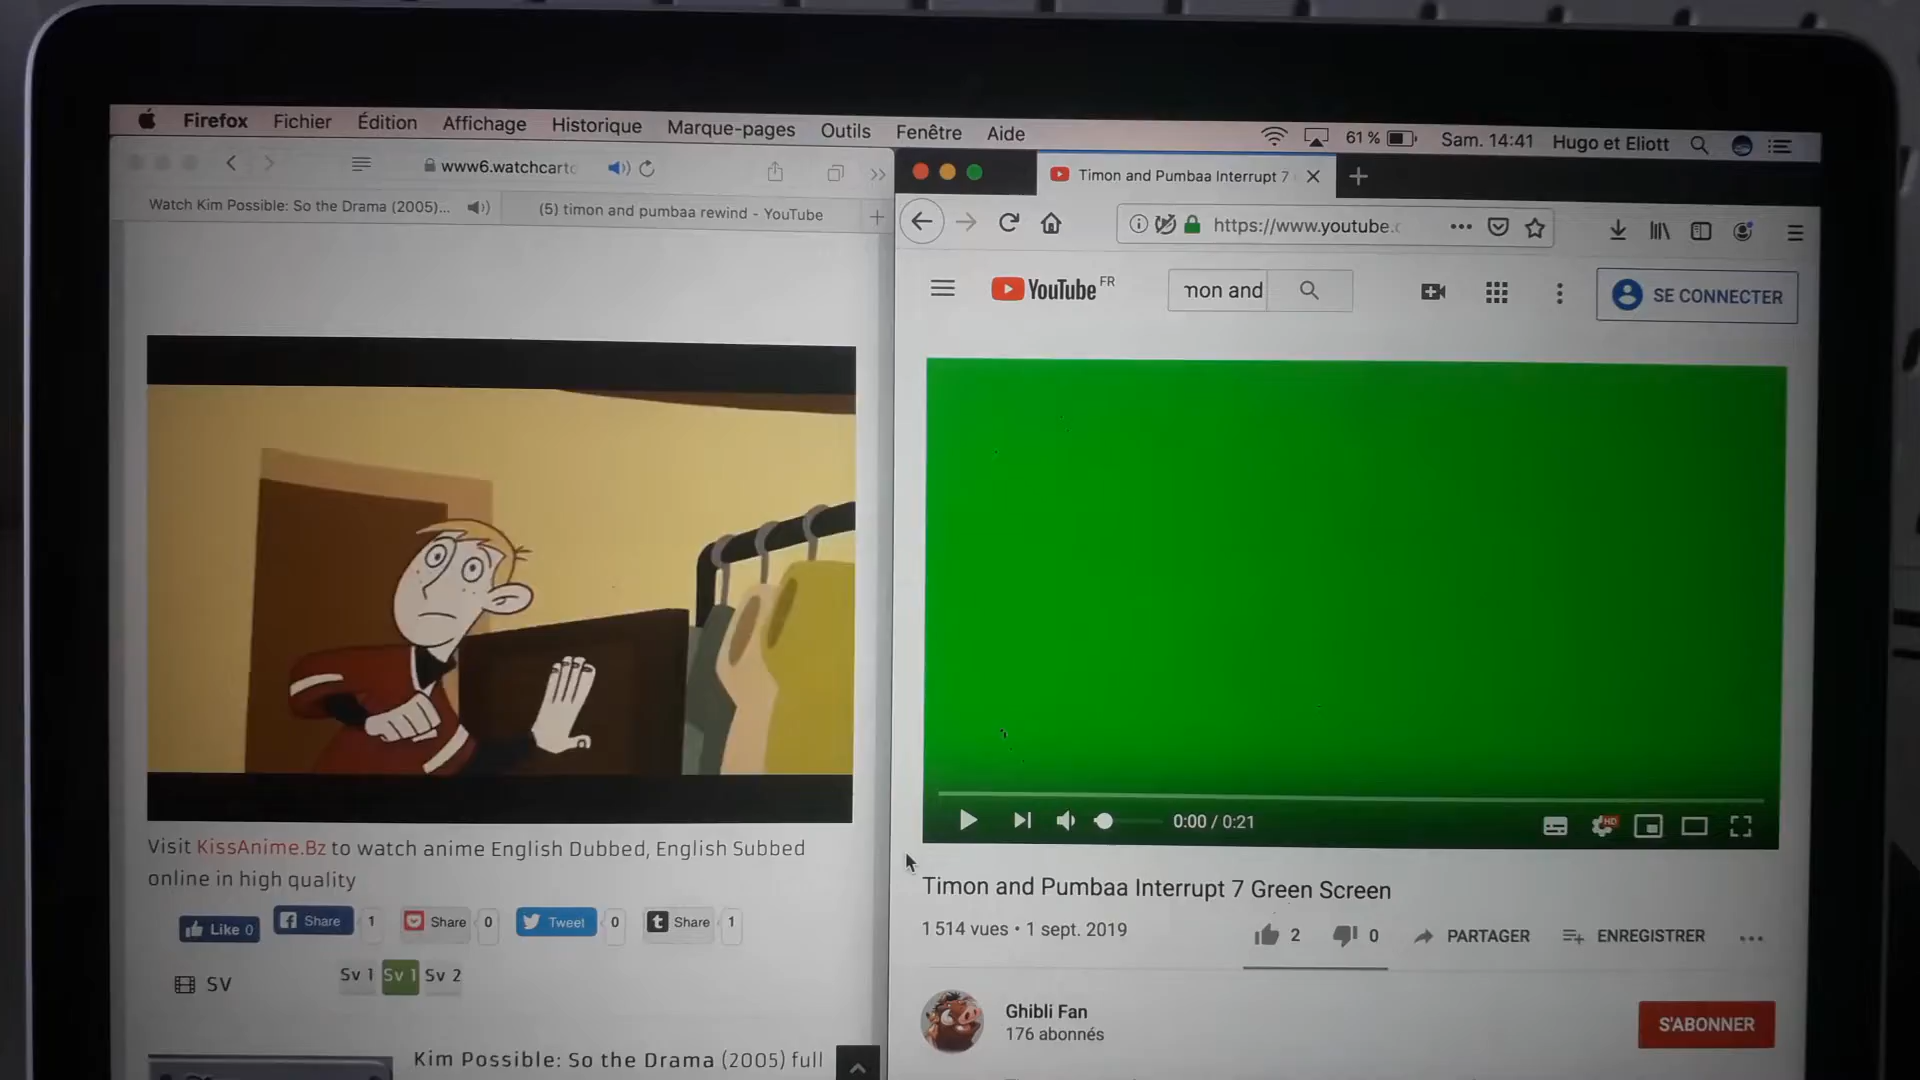 Firefox Fichier Édition Affichage Historique Marque-pages Outils Fenêtre Aide
61 % Sam. 14:41 Hugo et Eliott
www6.watchcarto
Watch Kim Possible: So the Drama (2005)...
(5) timon and pumbaa rewind - YouTube
Visit KissAnime.Bz to watch anime English Dubbed, English Subbed
online in high quality
Like 0 Share 1 Share 0 Tweet 0 Share 1
SV Sv 1 Sv 1 Sv 2
Kim Possible: So the Drama (2005) full
Timon and Pumbaa Interrupt 7
https://www.youtube.c
YouTube FR
non and
SE CONNECTER
0:00 / 0:21
HD
Timon and Pumbaa Interrupt 7 Green Screen
1 514 vues • 1 sept. 2019
2 0 PARTAGER ENREGISTRER
Ghibli Fan
176 abonnés
S'ABONNER